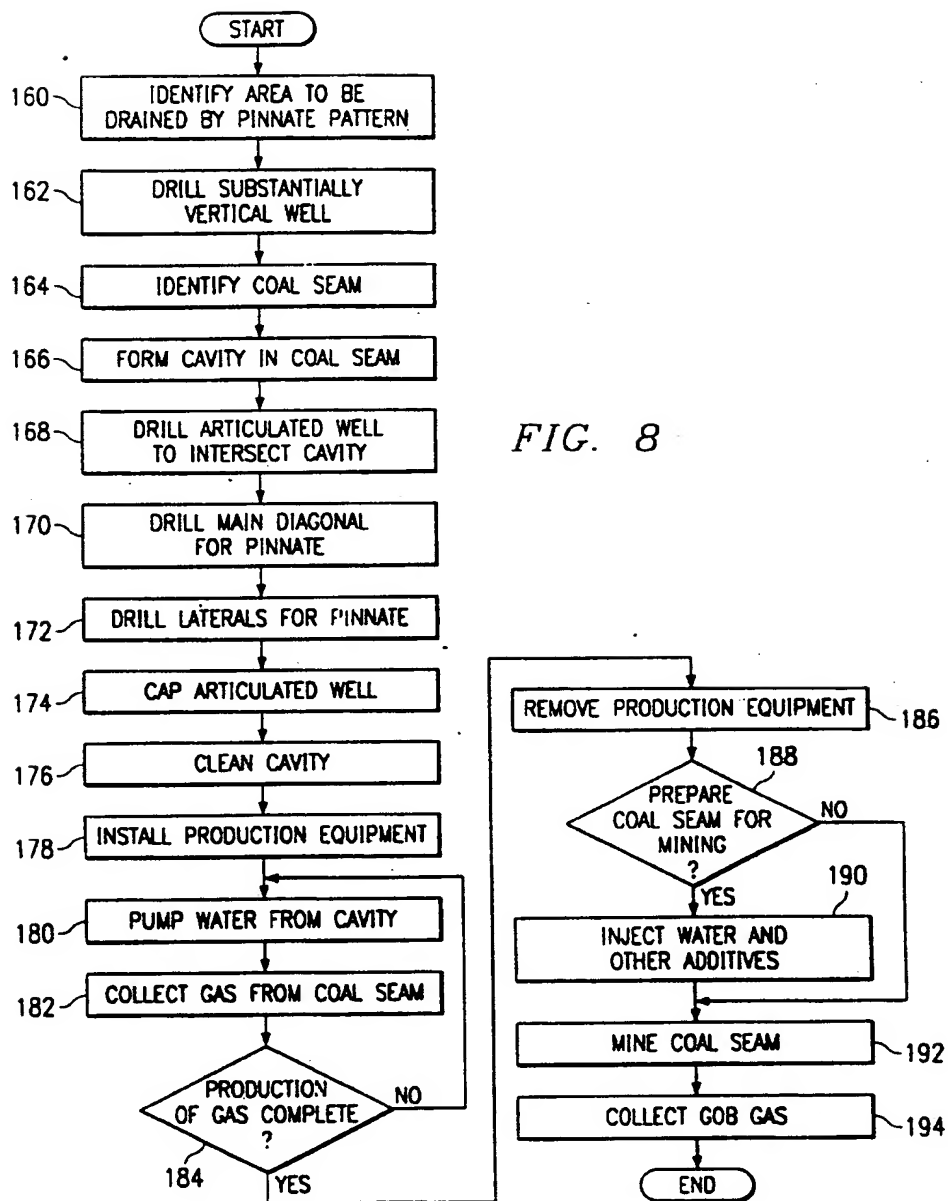 START
160
IDENTIFY AREA TO BE
DRAINED BY PINNATE PATTERN
162
DRILL SUBSTANTIALLY
VERTICAL WELL
164
IDENTIFY COAL SEAM
166
FORM CAVITY IN COAL SEAM
168
DRILL ARTICULATED WELL
TO INTERSECT CAVITY
170
DRILL MAIN DIAGONAL
FOR PINNATE
172
DRILL LATERALS FOR PINNATE
174
CAP ARTICULATED WELL
176
CLEAN CAVITY
178
INSTALL PRODUCTION EQUIPMENT
180
PUMP WATER FROM CAVITY
182
COLLECT GAS FROM COAL SEAM
PRODUCTION
OF GAS COMPLETE
?
NO
184
YES
FIG. 8
REMOVE PRODUCTION EQUIPMENT
186
188
PREPARE
COAL SEAM FOR
MINING
?
NO
YES
190
INJECT WATER AND
OTHER ADDITIVES
MINE COAL SEAM
192
COLLECT GOB GAS
194
END